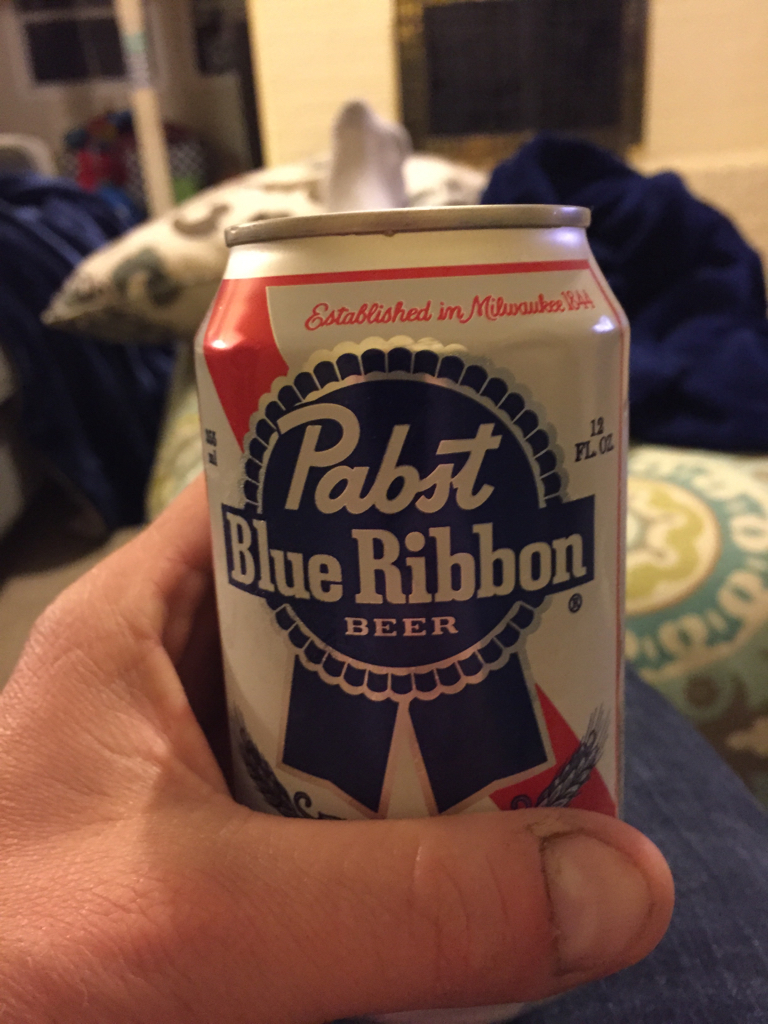 Established in Milwaukee 1844
Pabst
Blue Ribbon
®
BEER
12
FL. OZ.